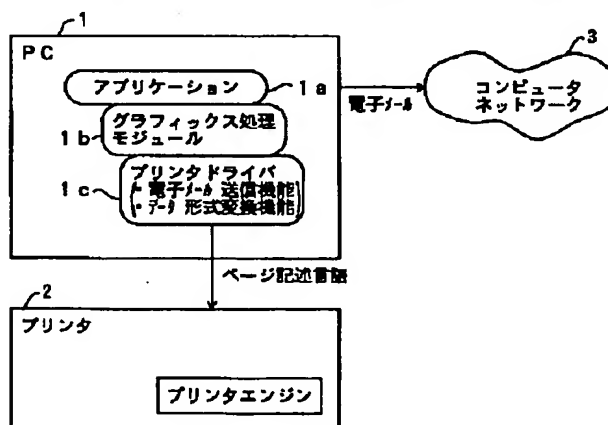 1
PC
アプリケーション
1a
グラフィックス処理
モジュール
1b
プリンタドライバ
・電子メール 送信機能
・データ 形式変換機能
1c
電子メール
3
コンピュータ
ネットワーク
ページ記述言語
2
プリンタ
プリンタエンジン